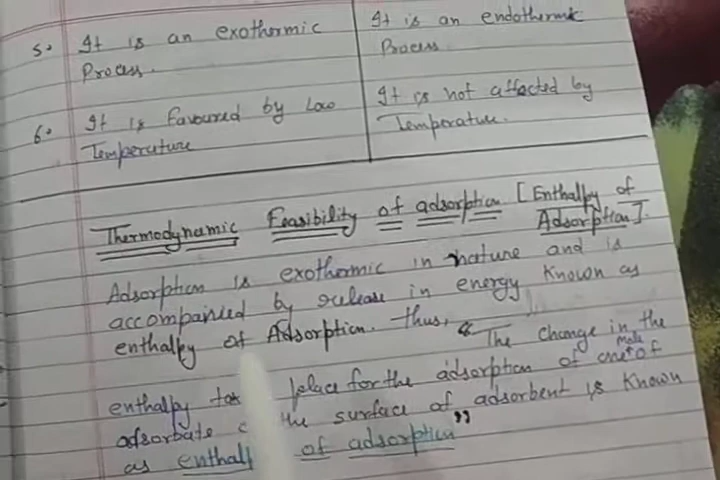 5. It is an exothermic
Process.
It is an endothermic
Process.
6. It is favoured by low
Temperature
It is not affected by
Temperature.
Thermodynamic Feasibility of adsorption [Enthalpy of
Adsorption].
Adsorption is exothermic in nature and is
accompanied by release in energy known as
enthalpy of Adsorption. Thus, "The change in the
enthalpy place for the adsorption of one mole of
adsorbate the surface of adsorbent is known
as of adsorption"